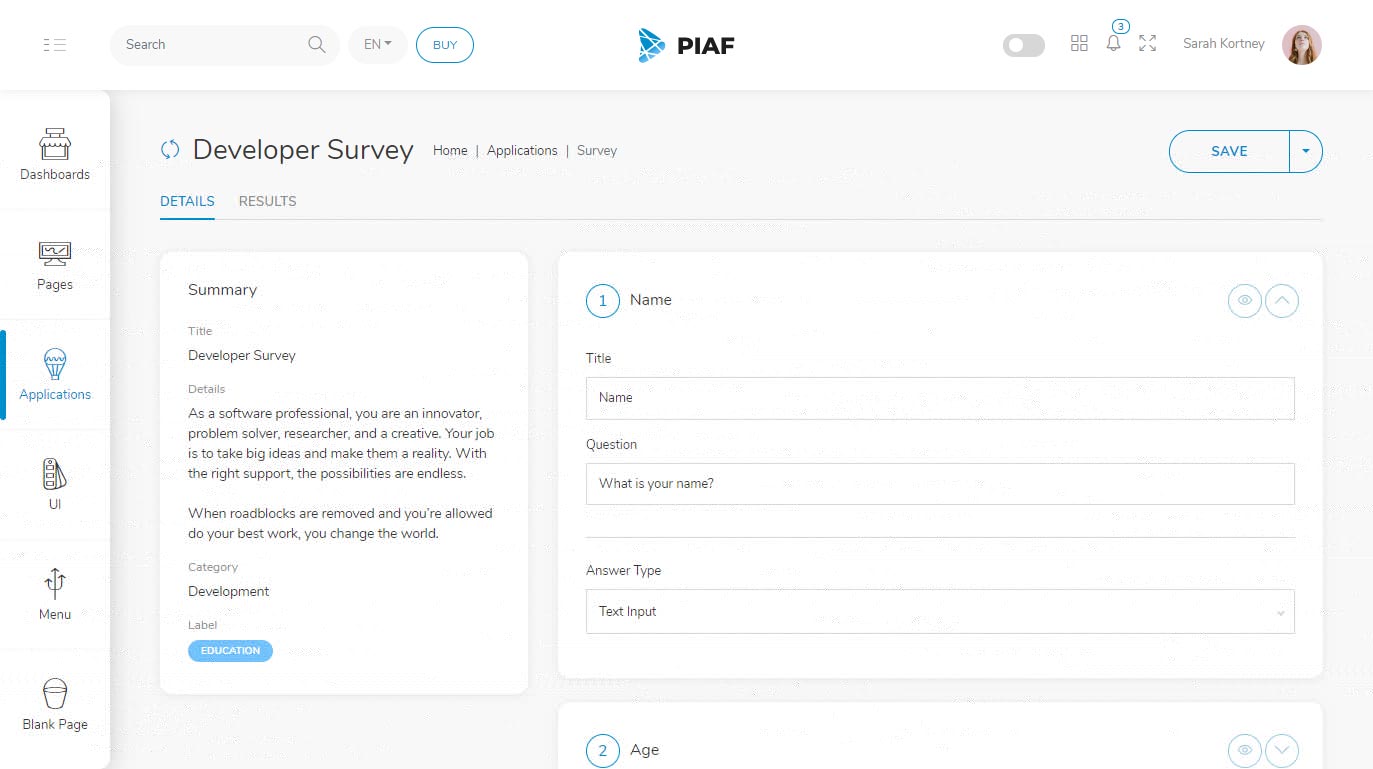 Search
EN
BUY
PIAF
3
Sarah Kortney
Dashboards
Pages
Applications
UI
Menu
Blank Page
Developer Survey
Home | Applications | Survey
SAVE
DETAILS
RESULTS
Summary
Title
Developer Survey
Details
As a software professional, you are an innovator,
problem solver, researcher, and a creative. Your job
is to take big ideas and make them a reality. With
the right support, the possibilities are endless.
When roadblocks are removed and you’re allowed
do your best work, you change the world.
Category
Development
Label
EDUCATION
1 Name
Title
Name
Question
What is your name?
Answer Type
Text Input
2 Age